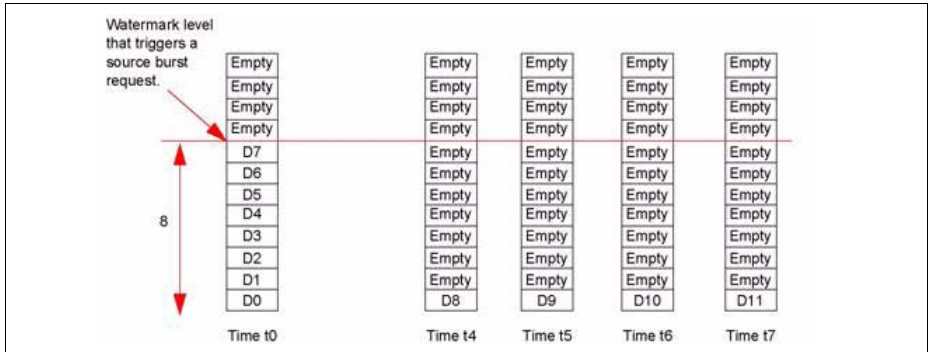 Watermark level
that triggers a
source burst
request.
Empty Empty Empty Empty Empty
Empty Empty Empty Empty Empty
Empty Empty Empty Empty Empty
Empty Empty Empty Empty Empty
D7 Empty Empty Empty Empty
D6 Empty Empty Empty Empty
D5 Empty Empty Empty Empty
D4 Empty Empty Empty Empty
8
D3 Empty Empty Empty Empty
D2 Empty Empty Empty Empty
D1 Empty Empty Empty Empty
D0 D8 D9 D10 D11
Time t0 Time t4 Time t5 Time t6 Time t7